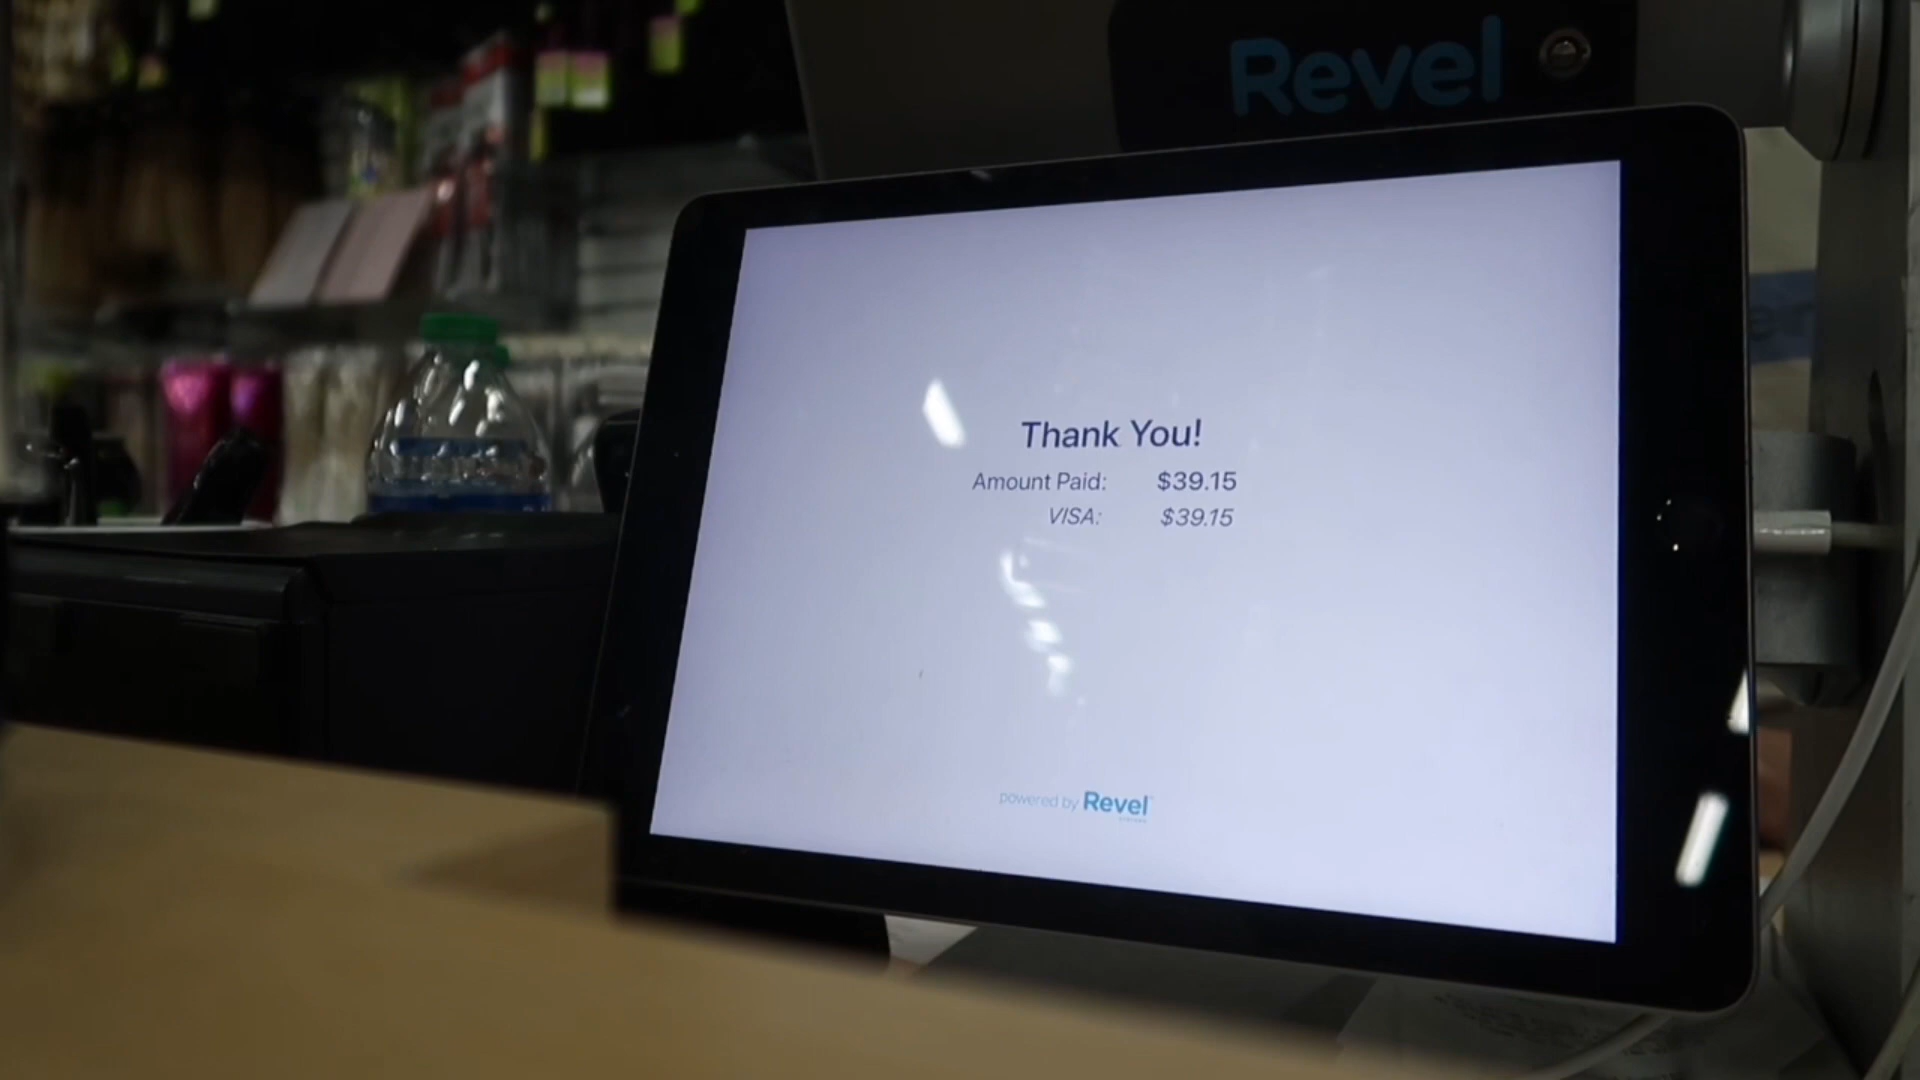 Revel
Thank You!
Amount Paid: $39.15
VISA: $39.15
powered by Revel